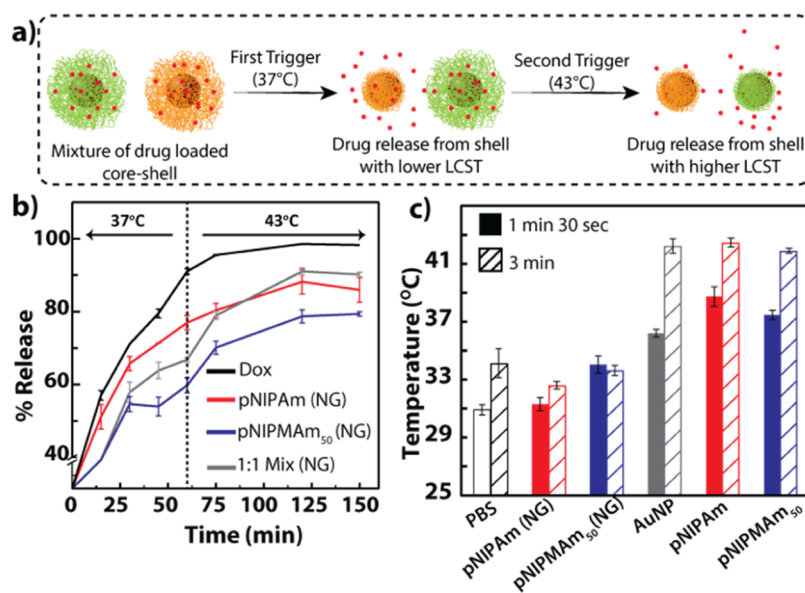 a)
First Trigger
(37°C)
Second Trigger
(43°C)
Mixture of drug loaded
core-shell
Drug release from shell
with lower LCST
Drug release from shell
with higher LCST
b)
37°C
43°C
100
80
60
40
% Release
Dox
pNIPAm (NG)
pNIPMAm50 (NG)
1:1 Mix (NG)
0 25 50 75 100 125 150
Time (min)
c)
1 min 30 sec
3 min
41
37
33
31
29
25
Temperature (°C)
PBS
pNIPAm (NG)
pNIPMAm50 (NG)
AuNP
pNIPAm
pNIPMAm50